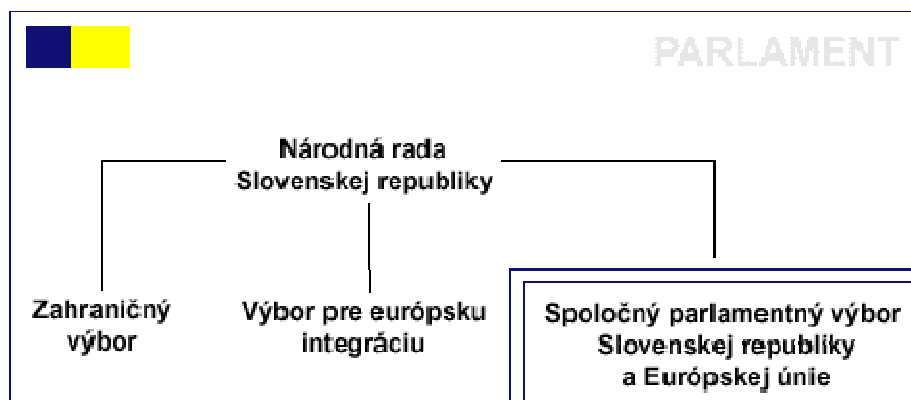 PARLAMENT
Národná rada
Slovenskej republiky
Zahraničný
výbor
Výbor pre európsku
integráciu
Spoločný parlamentný výbor
Slovenskej republiky
a Európskej únie